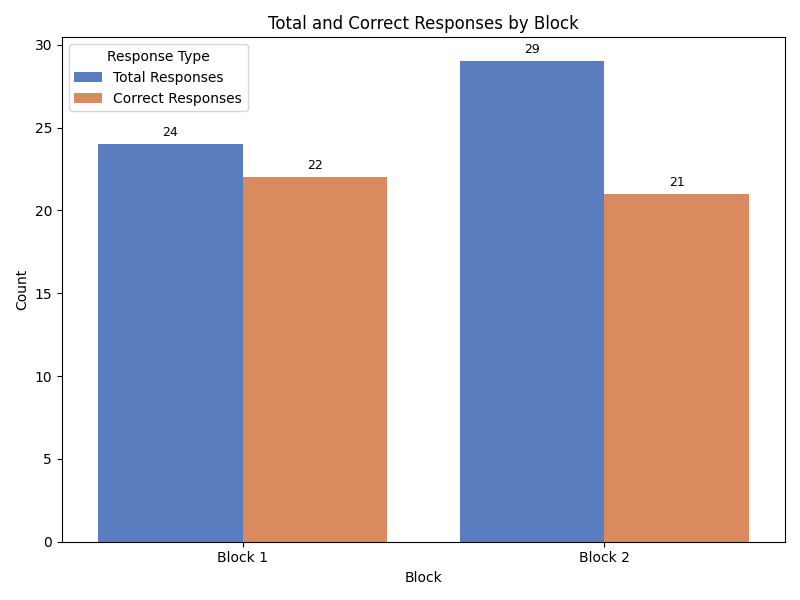 Total and Correct Responses by Block
Response Type
Total Responses
Correct Responses
30
25
20
15
10
5
0
Count
24
22
29
21
Block 1
Block 2
Block